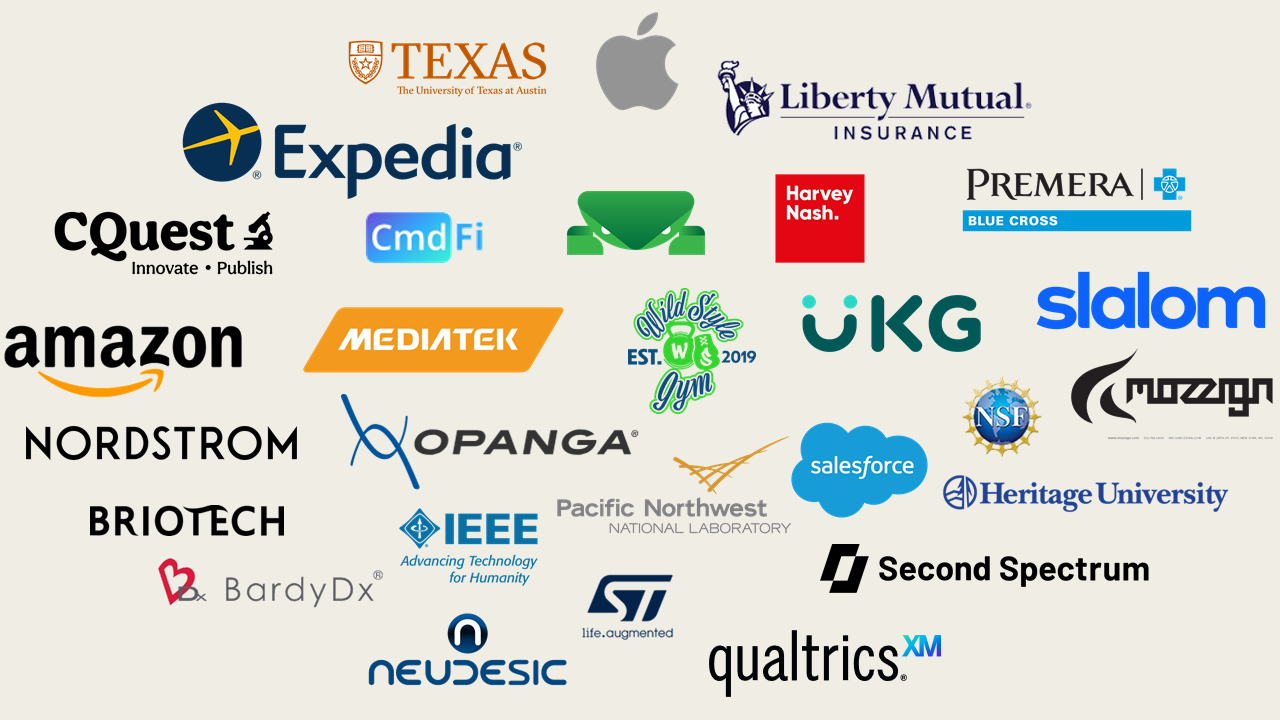 TEXAS
The University of Texas at Austin
Liberty Mutual®
INSURANCE
® Expedia®
Harvey
Nash.
PREMERA ®
BLUE CROSS
CQuest
Innovate • Publish
CmdFi
amazon
MEDIATEK
Wild Style
EST. W 2019
Gym
UKG
slalom
NSF
mozzign
NORDSTROM
OPANGA®
salesforce
Pacific Northwest
NATIONAL LABORATORY
Heritage University
BRIOTECH
IEEE
Advancing Technology
for Humanity
Second Spectrum
BardyDx®
ST
life.augmented
NEUDESIC
qualtrics.XM®